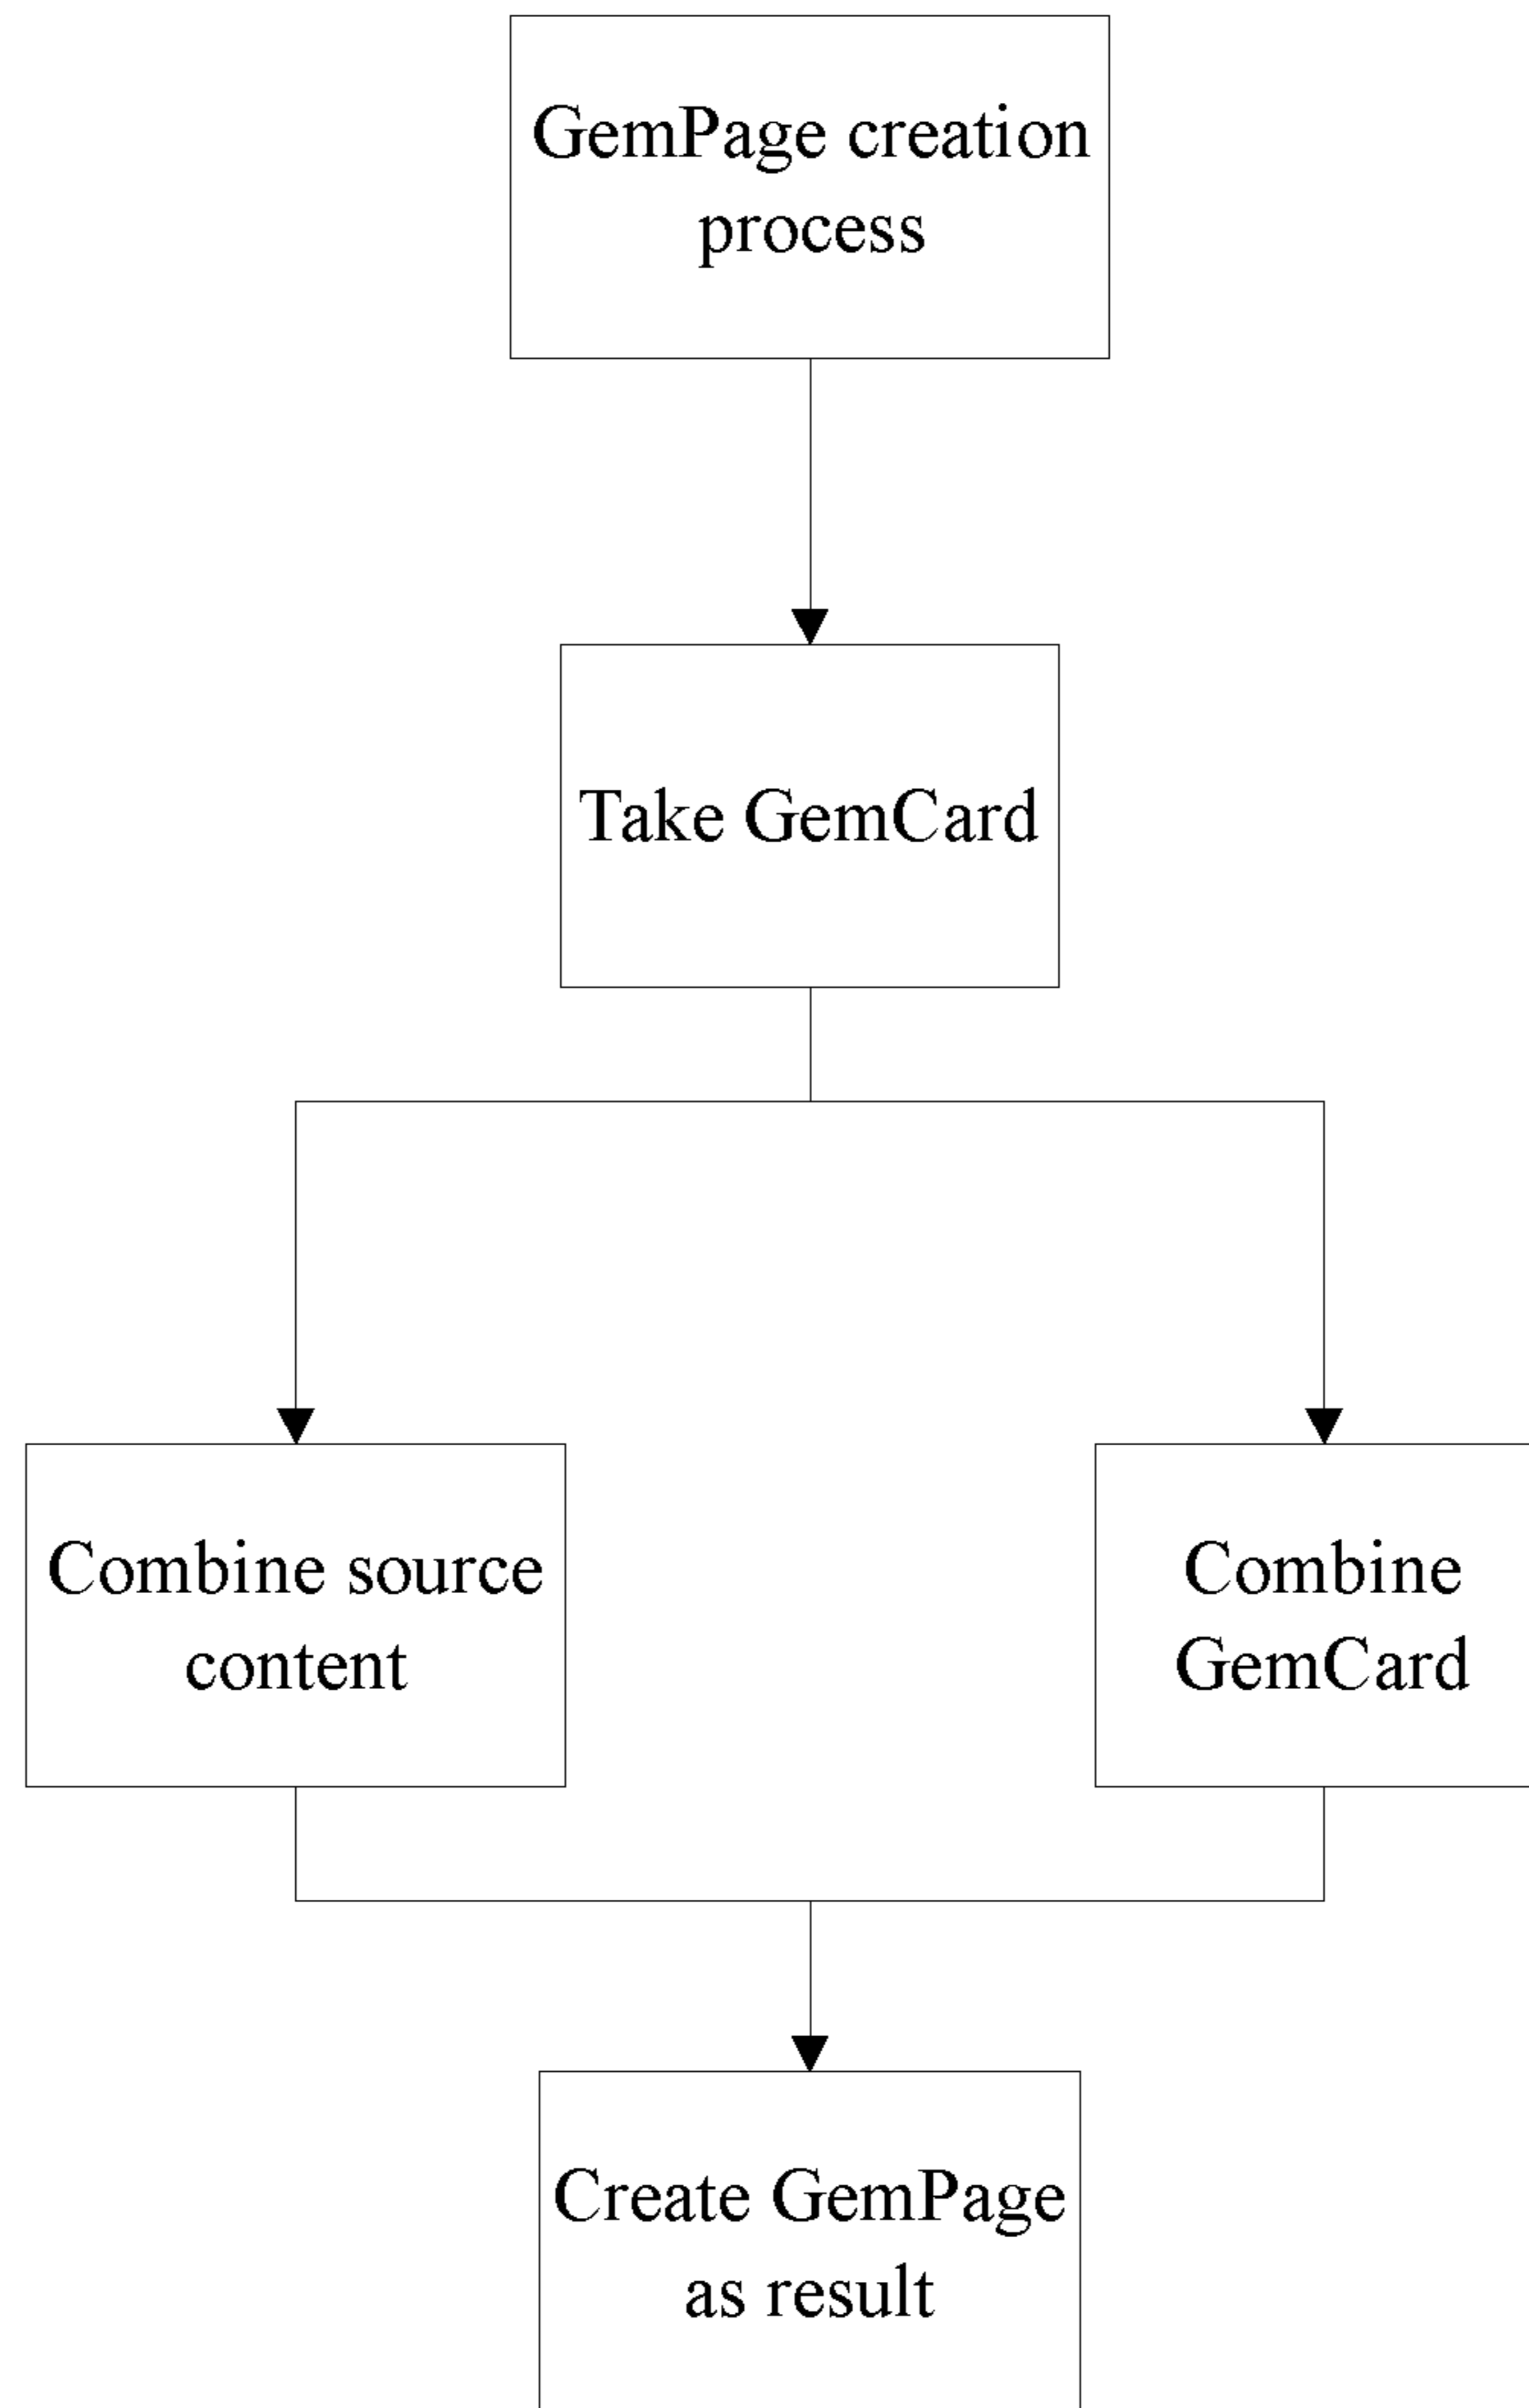 GemPage creation
process
Take GemCard
Combine source
content
Combine
GemCard
Create GemPage
as result